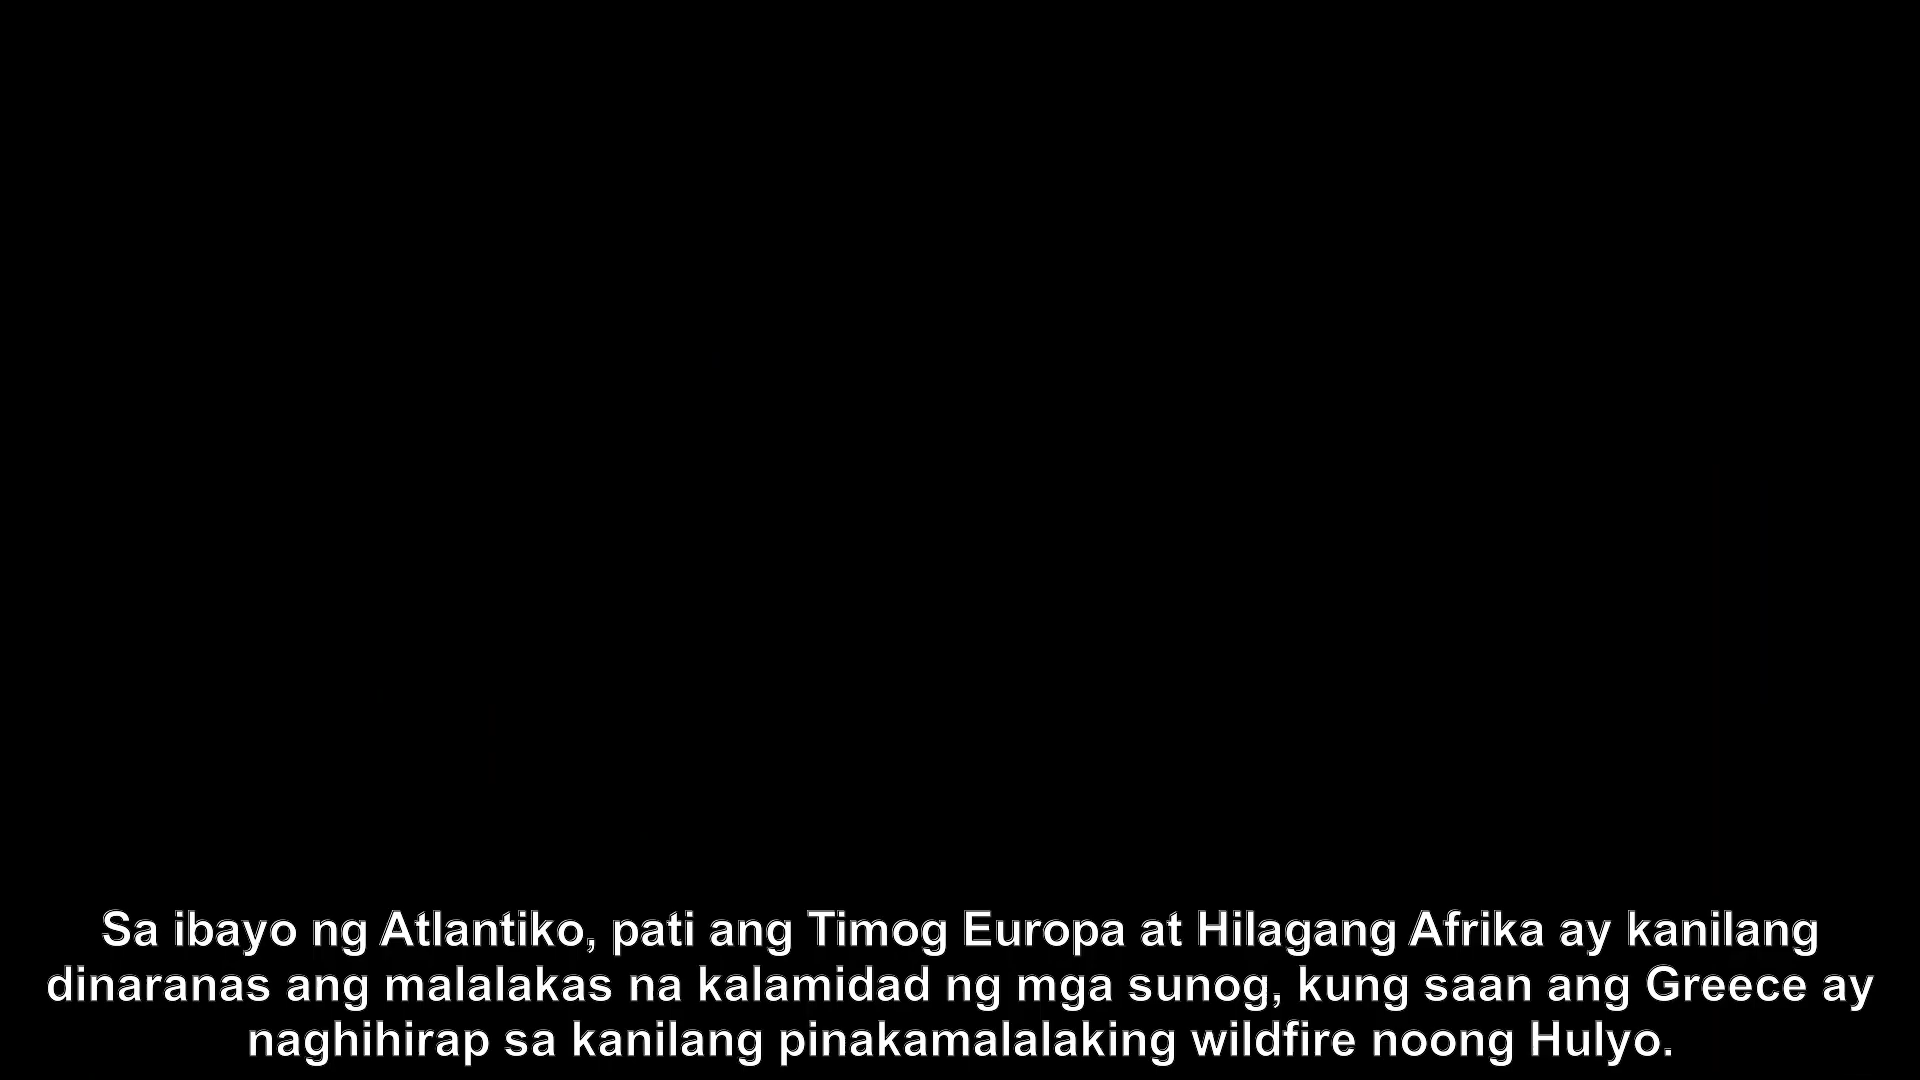 Sa ibayo ng Atlantiko, pati ang Timog Europa at Hilagang Afrika ay kanilang
dinaranas ang malalakas na kalamidad ng mga sunog, kung saan ang Greece ay
naghihirap sa kanilang pinakamalalaking wildfire noong Hulyo.